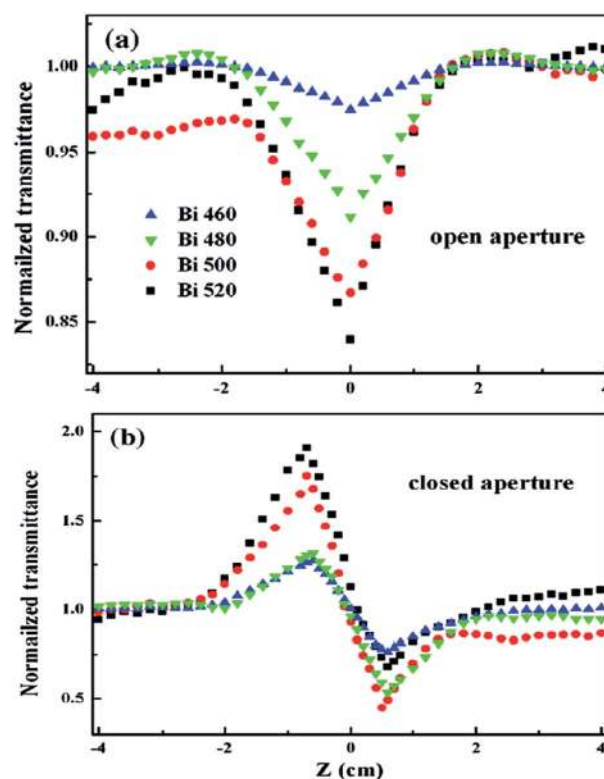 (a)
1.00
0.95
0.90
0.85
Normailzed transmittance
Bi 460
Bi 480
Bi 500
Bi 520
open aperture
-4 -2 0 2 4
(b)
2.0
1.5
1.0
0.5
Normailzed transmittance
closed aperture
-4 -2 0 2 4
Z (cm)